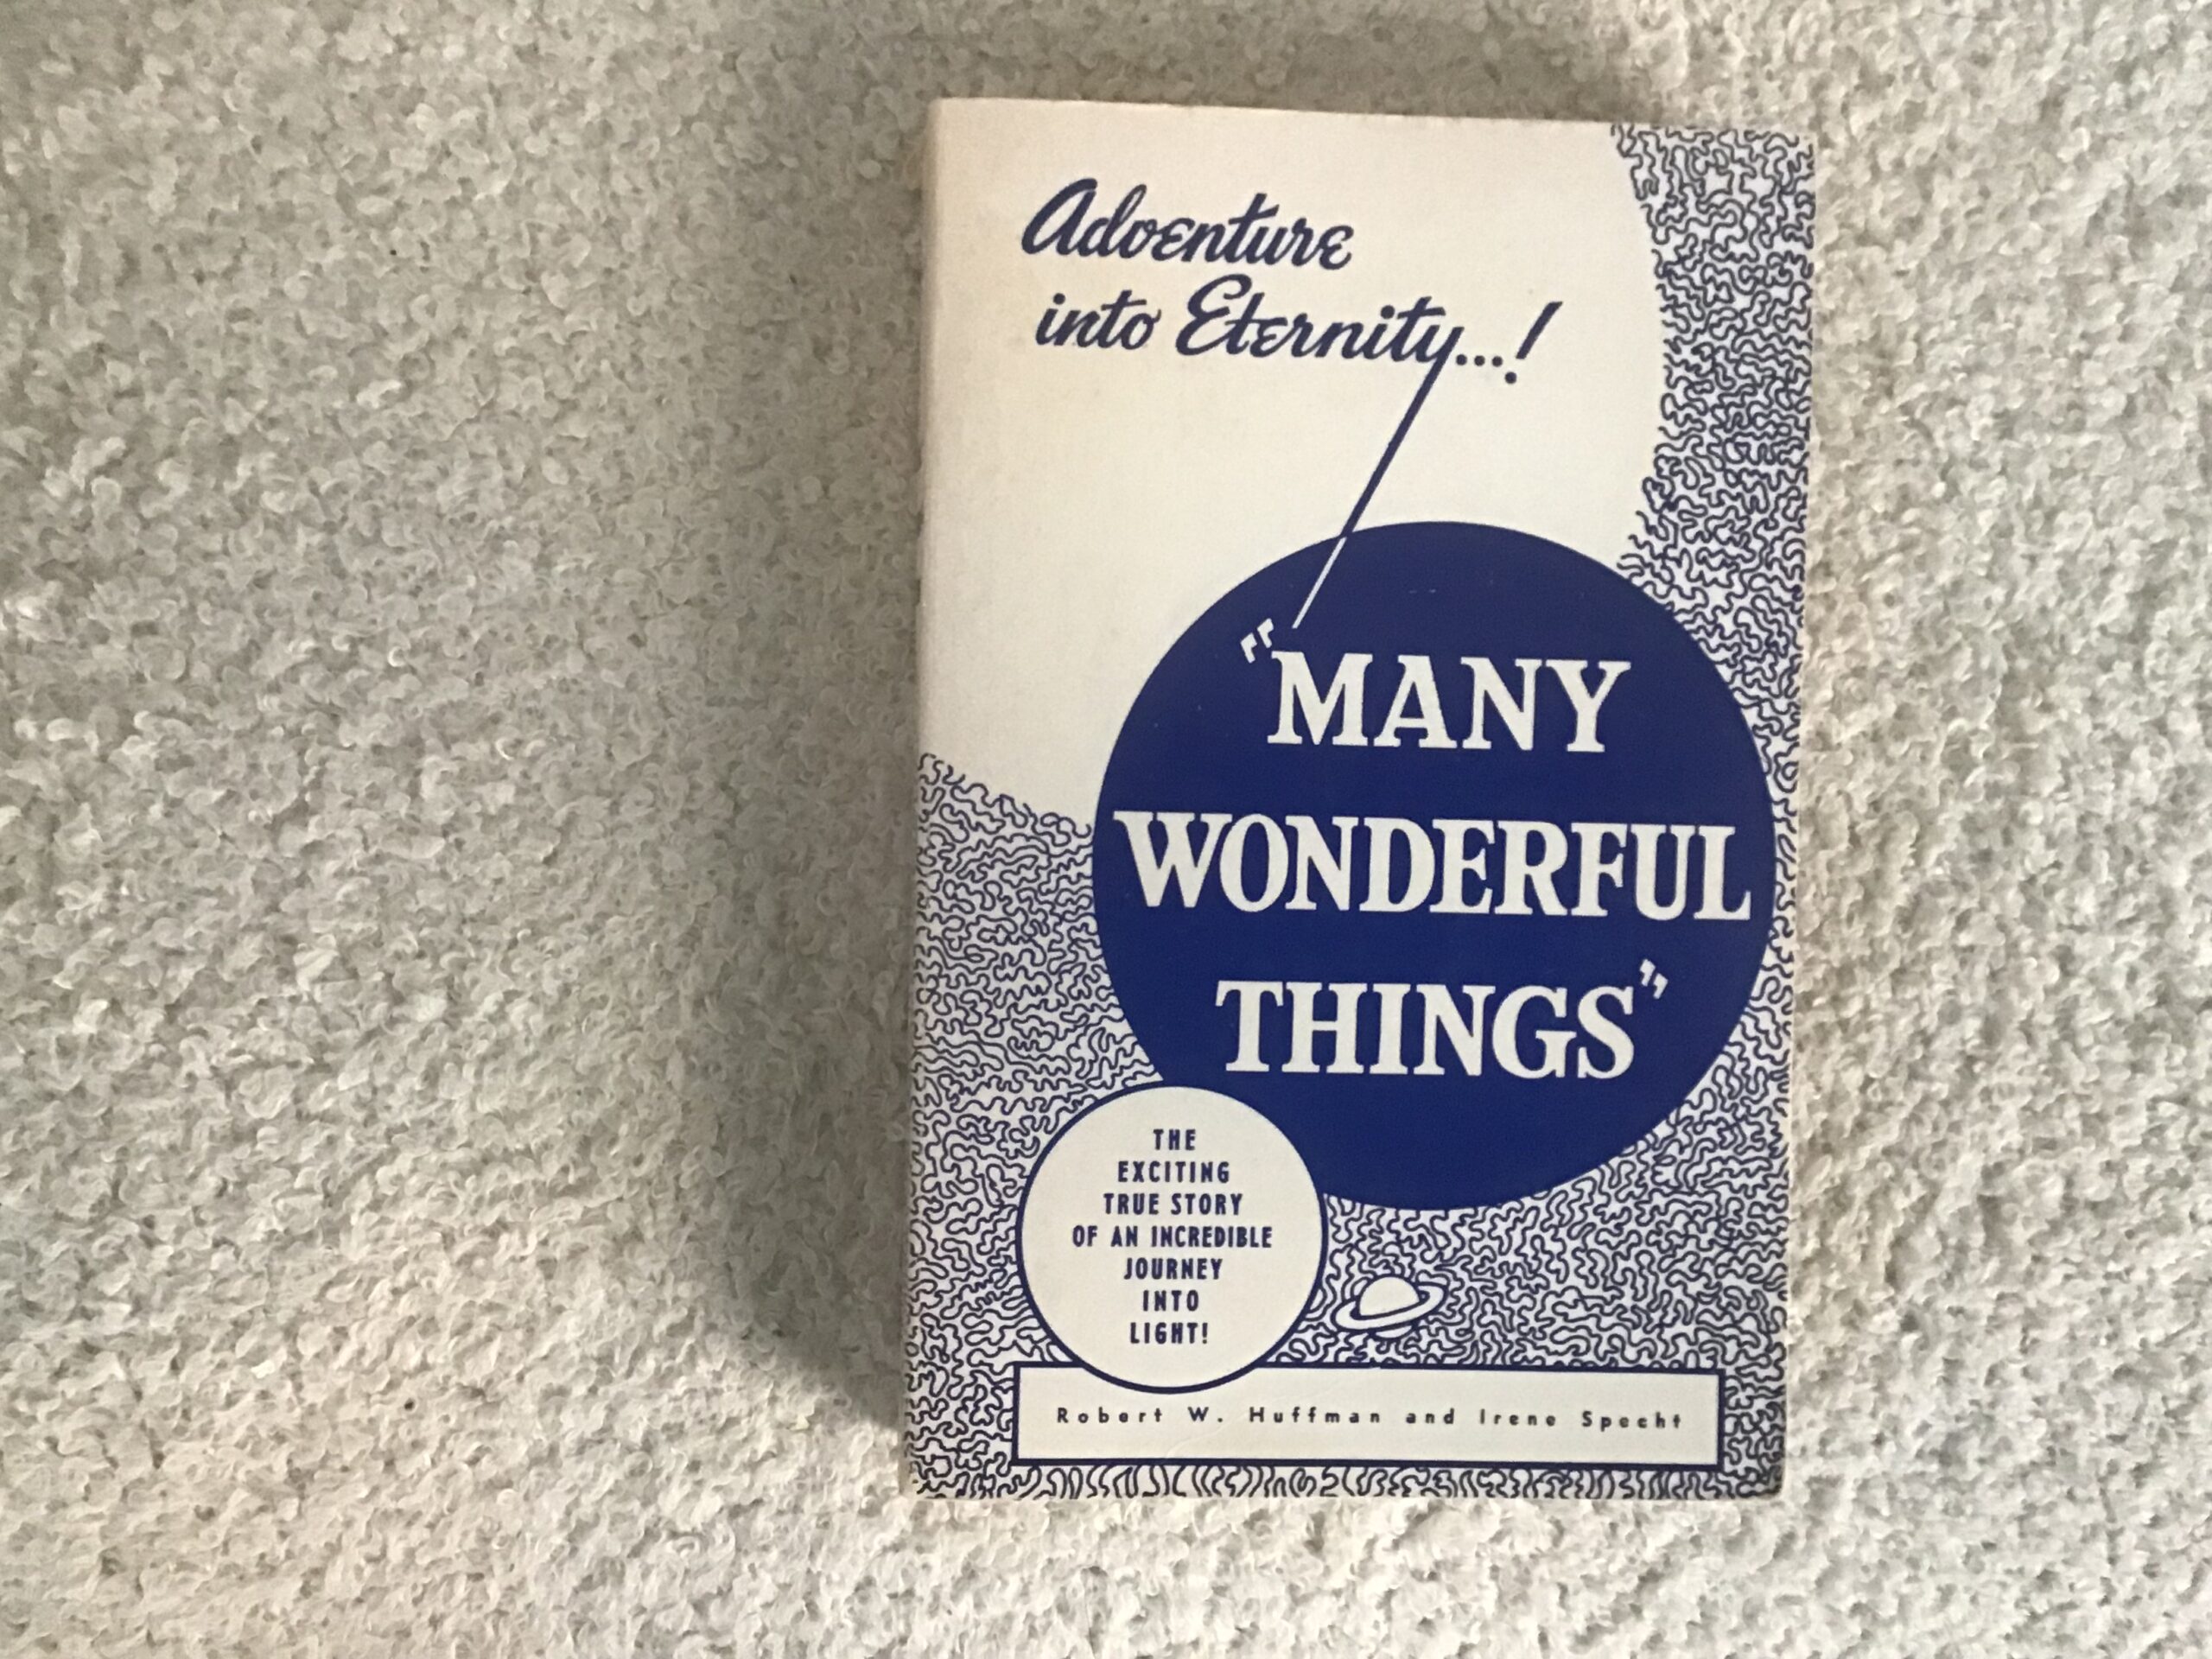 Adventure
into Eternity...!
"MANY
WONDERFUL
THINGS"
THE
EXCITING
TRUE STORY
OF AN INCREDIBLE
JOURNEY
INTO
LIGHT!
Robert W. Huffman and Irene Specht